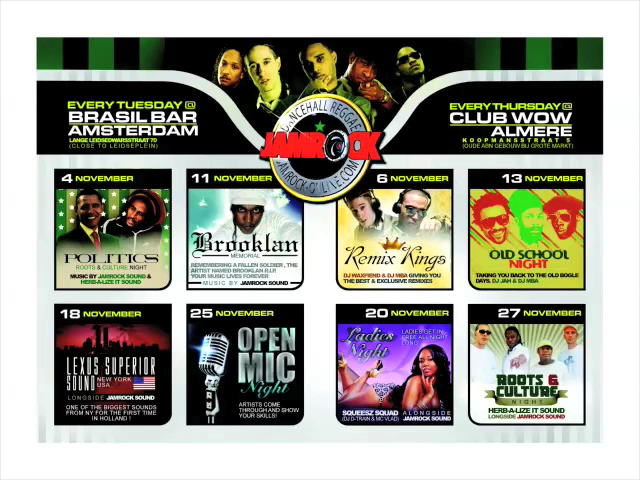 EVERY TUESDAY @
BRASIL BAR
AMSTERDAM
LANGE LEIDSEDWARSSTRAAT 70
(CLOSE TO LEIDSEPLEIN)
DANCEHALL REGGAE
JAMROCK
JAMROCK-ONLINE.COM
EVERY THURSDAY @
CLUB WOW
ALMERE
KOOPMANSSTRAAT 5
(OUDE ABN GEBOUW BIJ GROTE MARKT)
4 NOVEMBER
POLITICS
ROOTS & CULTURE NIGHT
MUSIC BY JAMROCK SOUND &
HERB-A-LIZE IT SOUND
11 NOVEMBER
Brooklan
MEMORIAL
REMEMBERING A FALLEN SOLDIER, THE
ARTIST NAMED BROOKLAN R.I.P.
YOUR MUSIC LIVES FOREVER
MUSIC BY JAMROCK SOUND
6 NOVEMBER
Remix Kings
DJ WAXFIEND & DJ MBA GIVING YOU
THE BEST & EXCLUSIVE REMIXES
13 NOVEMBER
OLD SCHOOL
NIGHT
TAKING YOU BACK TO THE OLD BOGLE
DAYS. DJ JAH & DJ MBA
18 NOVEMBER
LEXUS SUPERIOR
SOUND NEW YORK
USA
LONGSIDE JAMROCK SOUND
ONE OF THE BIGGEST SOUNDS
FROM NY FOR THE FIRST TIME
IN HOLLAND !
25 NOVEMBER
OPEN
MIC
Night
ARTISTS COME
THROUGH AND SHOW
YOUR SKILLS!
20 NOVEMBER
Ladies
Night
LADIES GET IN
FREE ALL NIGHT
LONG
SQUEESZ SQUAD ALONGSIDE
(DJ D-TRAIN & MC VLAD) JAMROCK SOUND
27 NOVEMBER
ROOTS &
CULTURE
NIGHT
HERB-A-LIZE IT SOUND
LONGSIDE JAMROCK SOUND